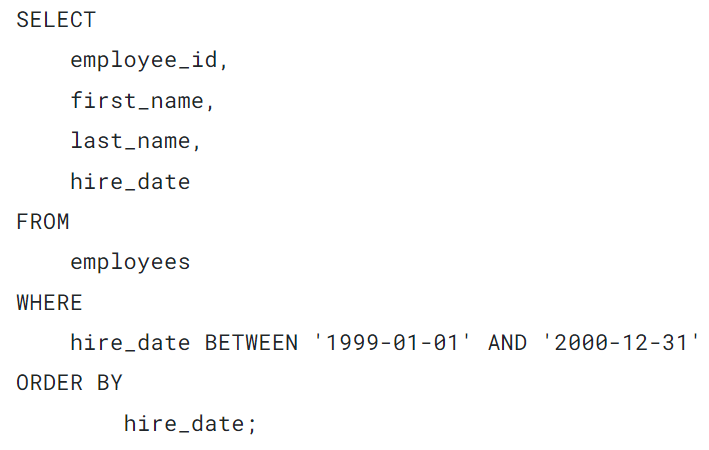 SELECT
    employee_id,
    first_name,
    last_name,
    hire_date
FROM
    employees
WHERE
    hire_date BETWEEN '1999-01-01' AND '2000-12-31'
ORDER BY
        hire_date;